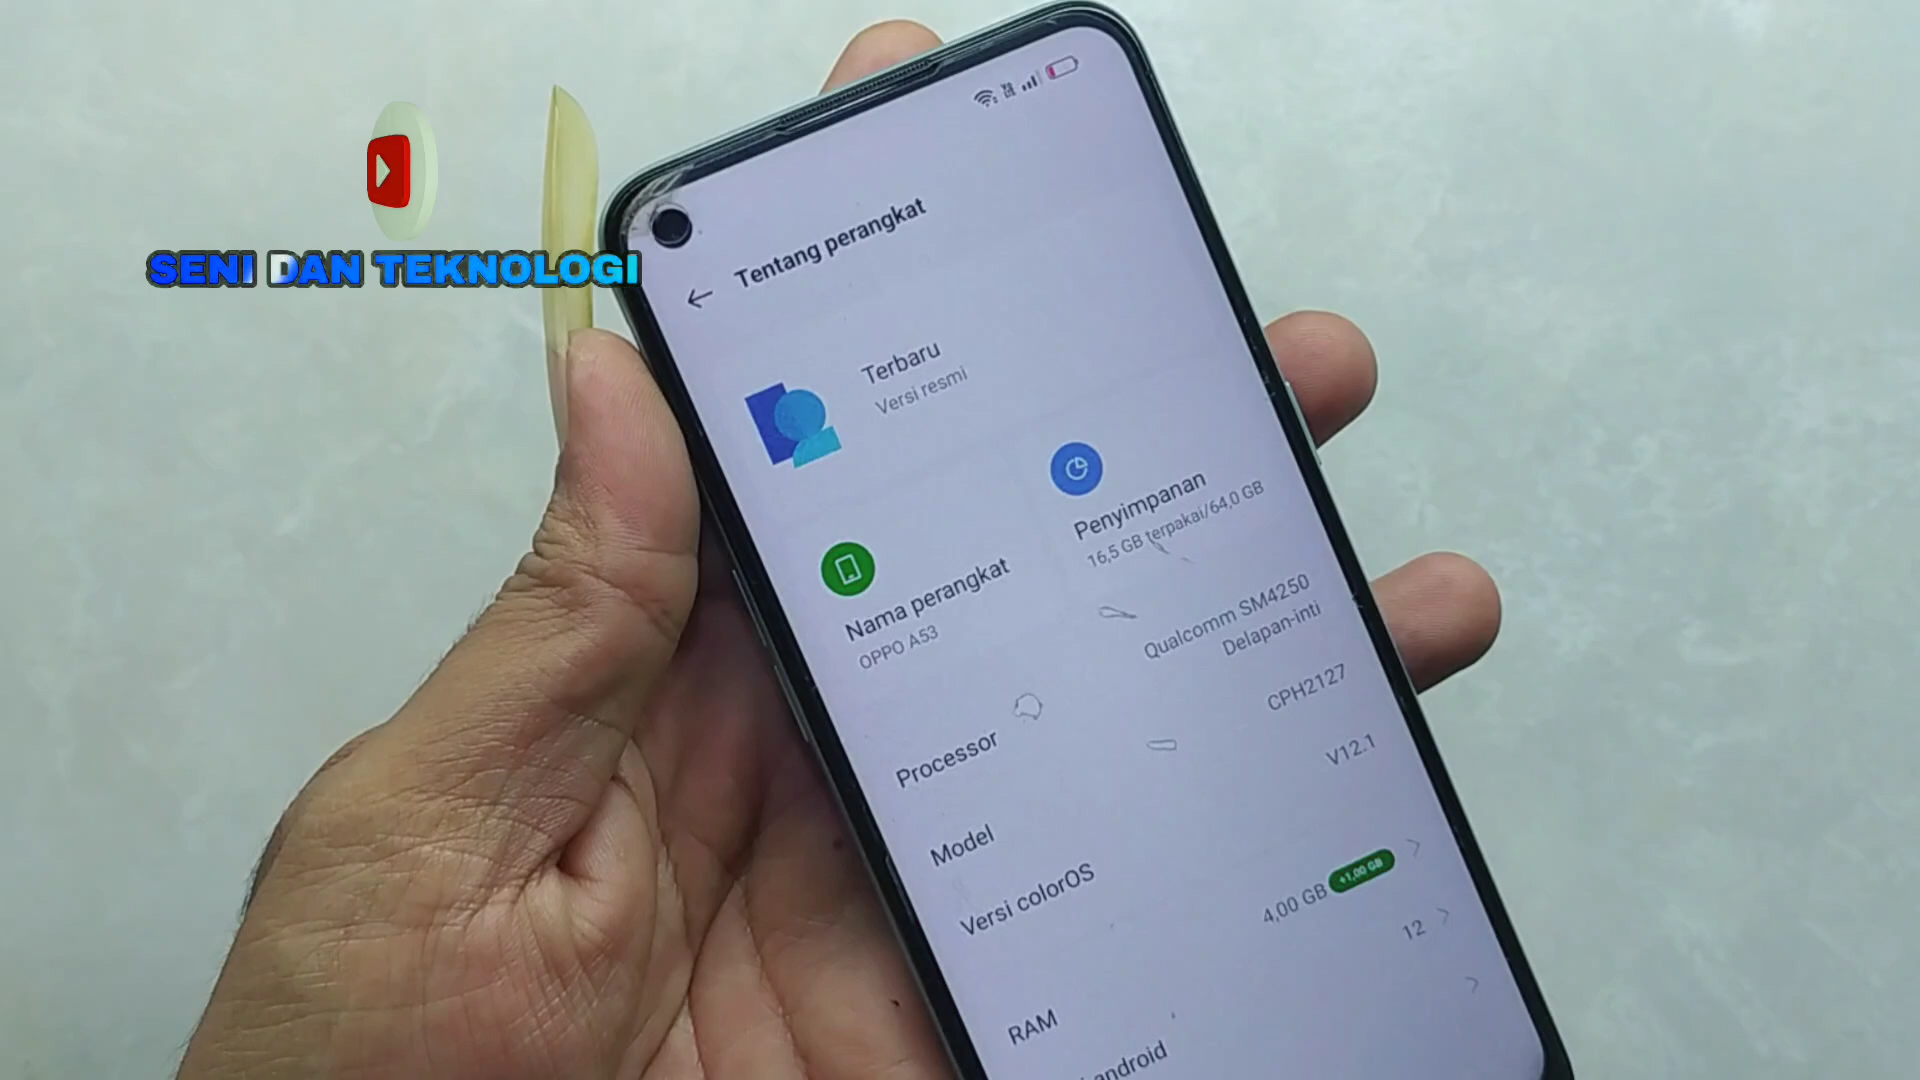 SENI DAN TEKNOLOGI
Tentang perangkat
Terbaru
Versi resmi
Nama perangkat
OPPO A53
Penyimpanan
16,5 GB terpakai/64,0 GB
Processor
Qualcomm SM4250
Delapan-inti
Model
CPH2127
Versi colorOS
V12.1
RAM
4,00 GB
+1,00 GB
android
12